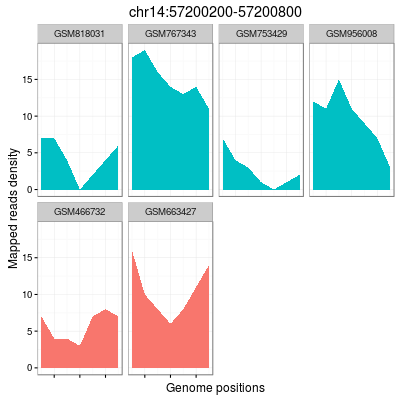 chr14:57200200-57200800
GSM818031 GSM767343 GSM753429 GSM956008
15
10
5
0
Mapped reads density
GSM466732 GSM663427
15
10
5
0
Genome positions